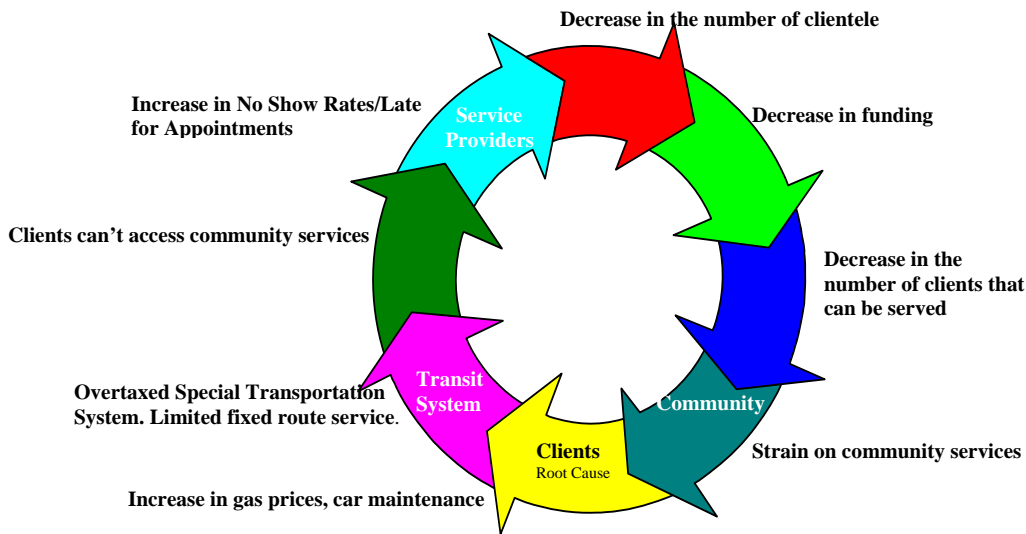 Decrease in the number of clientele
Increase in No Show Rates/Late
for Appointments
Service
Providers
Decrease in funding
Clients can’t access community services
Decrease in the
number of clients that
can be served
Overtaxed Special Transportation
System. Limited fixed route service.
Transit
System
Community
Clients
Root Cause
Strain on community services
Increase in gas prices, car maintenance